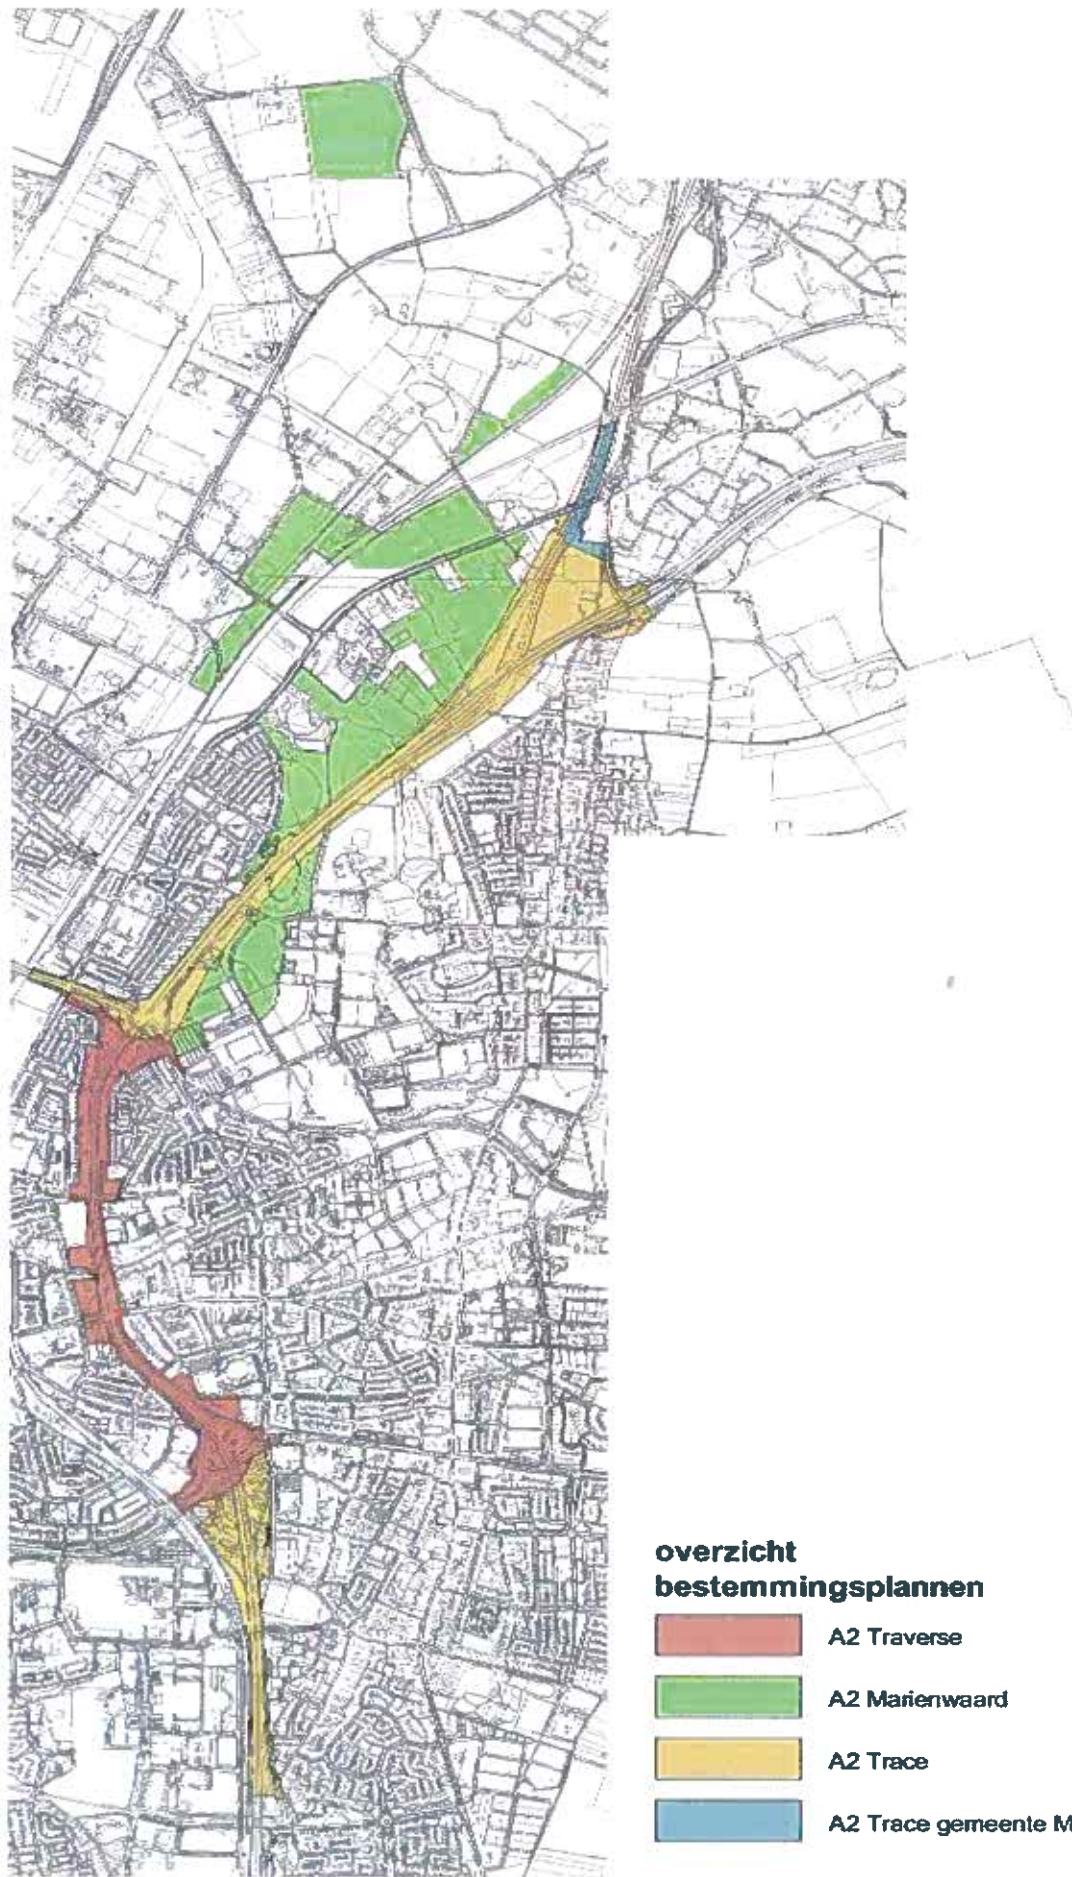 overzicht
bestemmingsplannen
A2 Traverse
A2 Marienwaard
A2 Trace
A2 Trace gemeente M